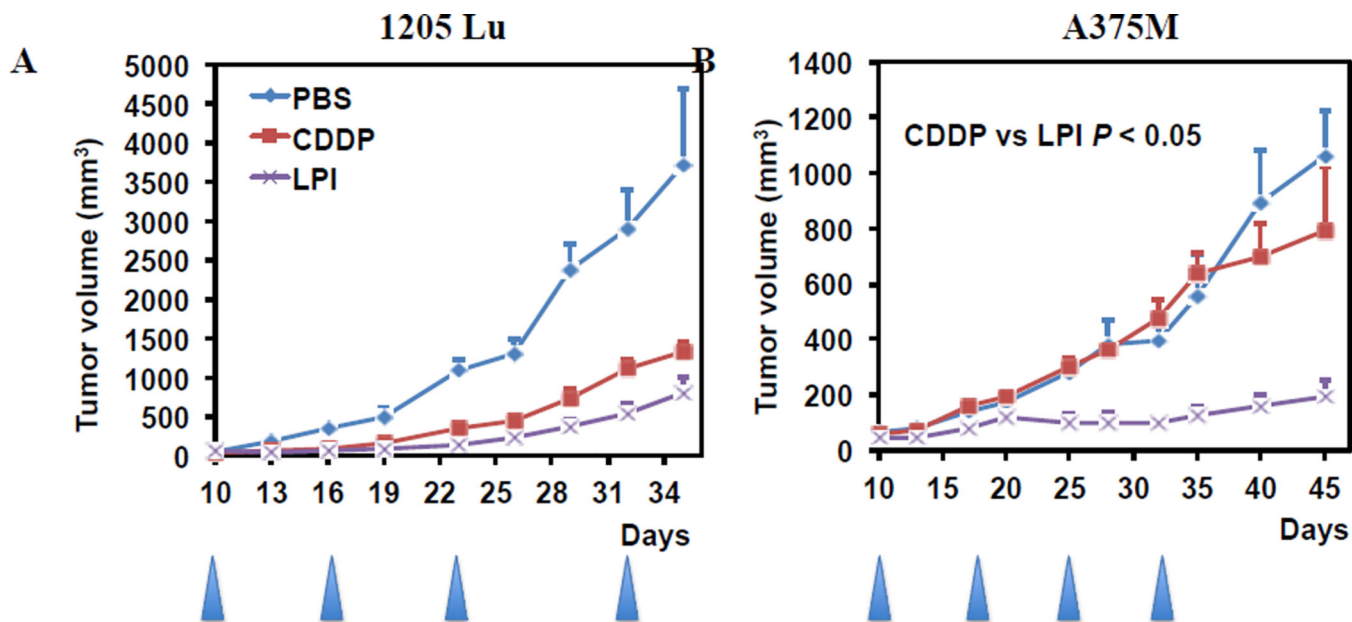 1205 Lu
A
5000
4500
4000
3500
3000
2500
2000
1500
1000
500
0
Tumor volume (mm³)
PBS
CDDP
LPI
10 13 16 19 22 25 28 31 34
Days
A375M
B
1400
1200
1000
800
600
400
200
0
Tumor volume (mm³)
CDDP vs LPI P < 0.05
10 15 20 25 30 35 40 45
Days